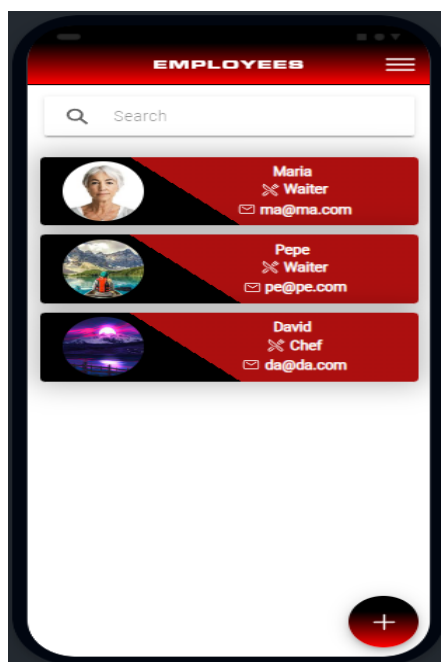 EMPLOYEES
Search
Maria
Waiter
ma@ma.com
Pepe
Waiter
pe@pe.com
David
Chef
da@da.com